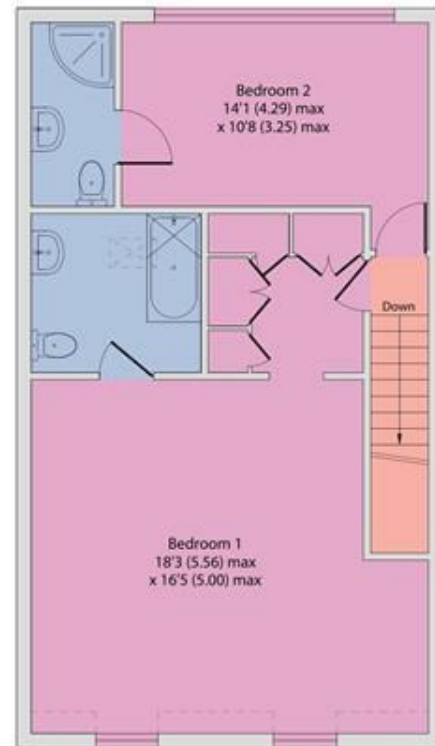 Bedroom 2
14'1 (4.29) max
x 10'8 (3.25) max
Down
Bedroom 1
18'3 (5.56) max
x 16'5 (5.00) max